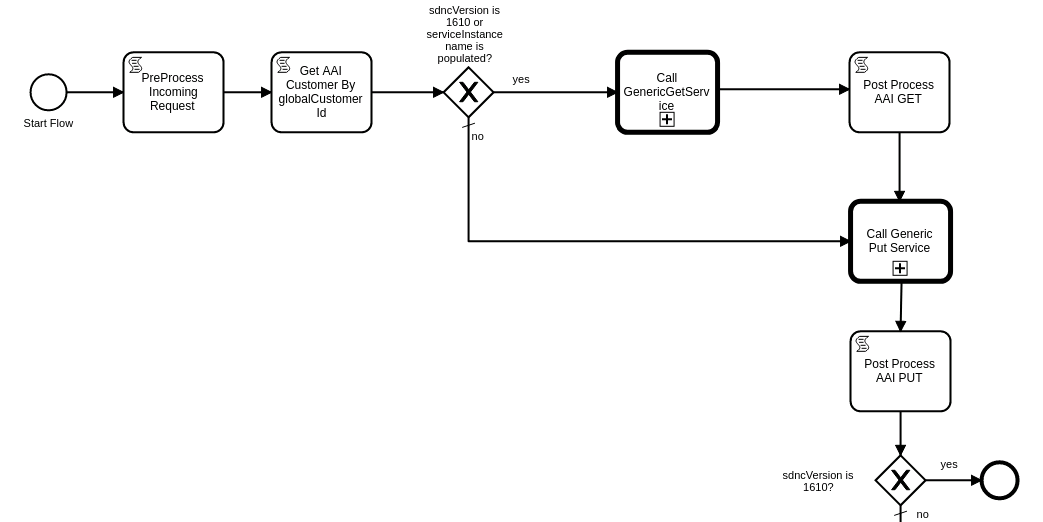 sdncVersion is
1610 or
serviceInstance
name is
populated?
Start Flow
PreProcess
Incoming
Request
Get AAI
Customer By
globalCustomer
Id
yes
no
Call
GenericGetServ
ice
Post Process
AAI GET
Call Generic
Put Service
Post Process
AAI PUT
sdncVersion is
1610?
yes
no